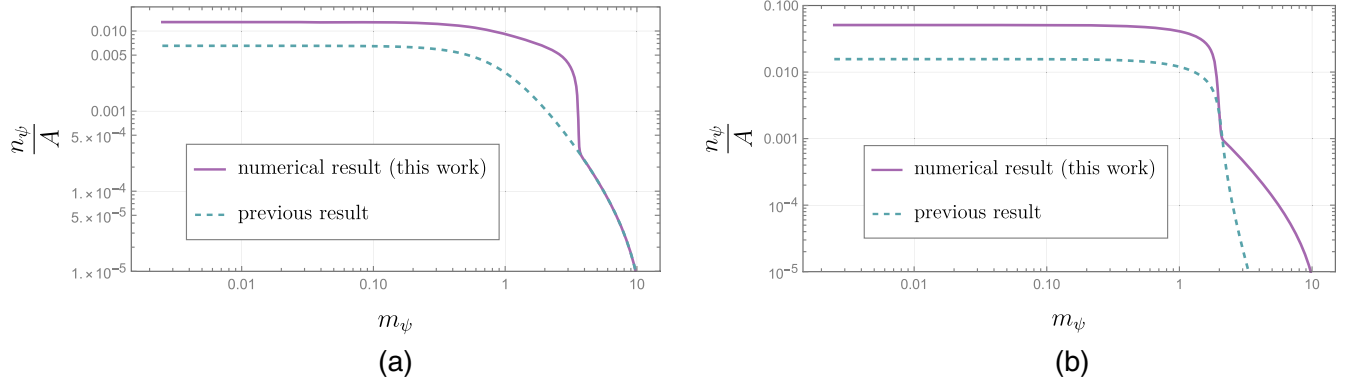 0.010
0.005
0.001
5. × 10⁻⁴
1. × 10⁻⁴
5. × 10⁻⁵
1. × 10⁻⁵
n_ψ
A
numerical result (this work)
previous result
0.01 0.10 1 10
m_ψ
(a)
0.100
0.010
0.001
10⁻⁴
10⁻⁵
n_ψ
A
numerical result (this work)
previous result
0.01 0.10 1 10
m_ψ
(b)